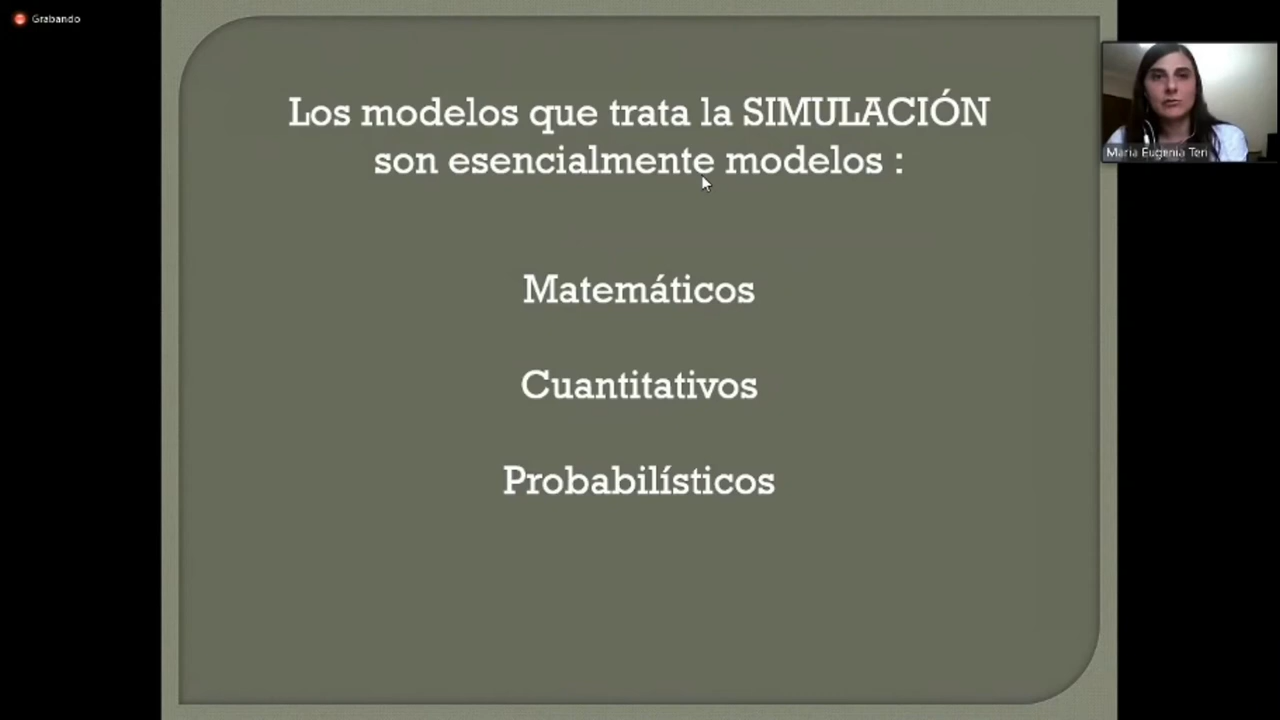 Grabando
Los modelos que trata la SIMULACIÓN
son esencialmente modelos :
Maria Eugenia Teri
Matemáticos
Cuantitativos
Probabilísticos